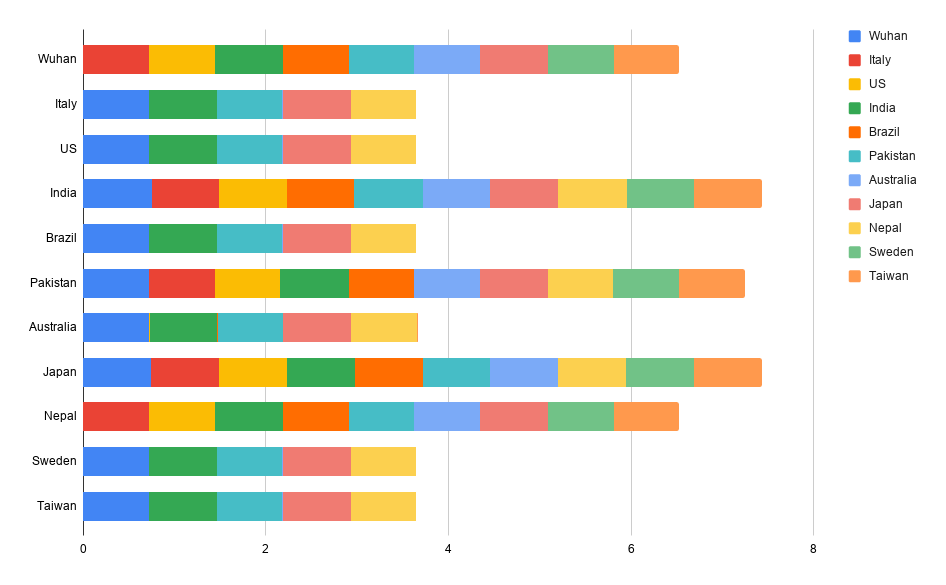 Wuhan
Italy
US
India
Brazil
Pakistan
Australia
Japan
Nepal
Sweden
Taiwan
0 2 4 6 8
Wuhan
Italy
US
India
Brazil
Pakistan
Australia
Japan
Nepal
Sweden
Taiwan